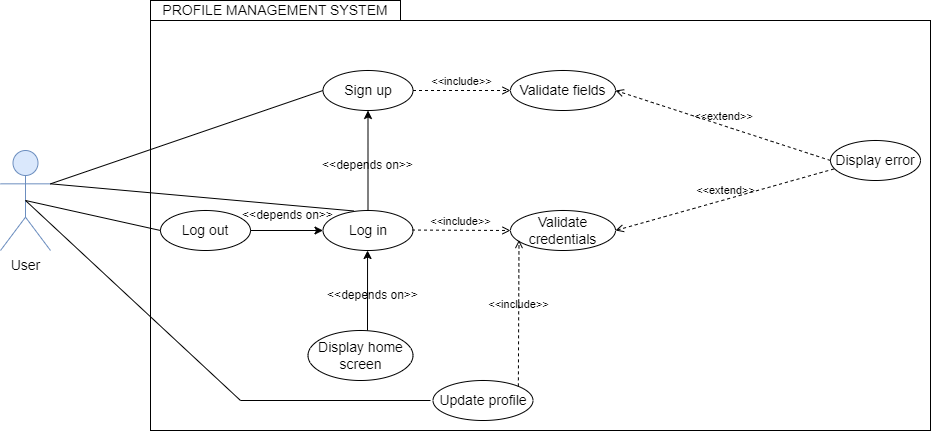 PROFILE MANAGEMENT SYSTEM
<<include>>
Sign up
Validate fields
<<extend>>
<<depends on>>
Display error
<<extend>>
<<depends on>>
<<include>>
Log out
Log in
Validate
credentials
User
<<depends on>>
<<include>>
Display home
screen
Update profile